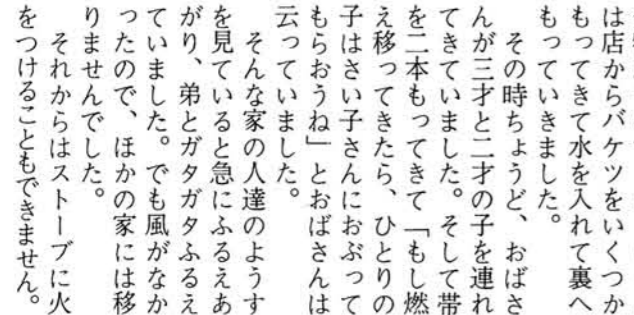 は店からバケツをいくつか
もってきて水を入れて裏へ
もっていきました。
その時ちょうど、おばさ
んが三才と二才の子を連れ
てきていました。そして帯
を二本もってきて「もし燃
え移ってきたら、ひとりの
子はさい子さんにおぶって
もらおうね」とおばさんは
云っていました。
そんな家の人達のようす
を見ていると急にふるえあ
がり、弟とガタガタふるえ
ていました。でも風がなか
ったので、ほかの家には移
りませんでした。
それからはストーブに火
をつけることもできません。